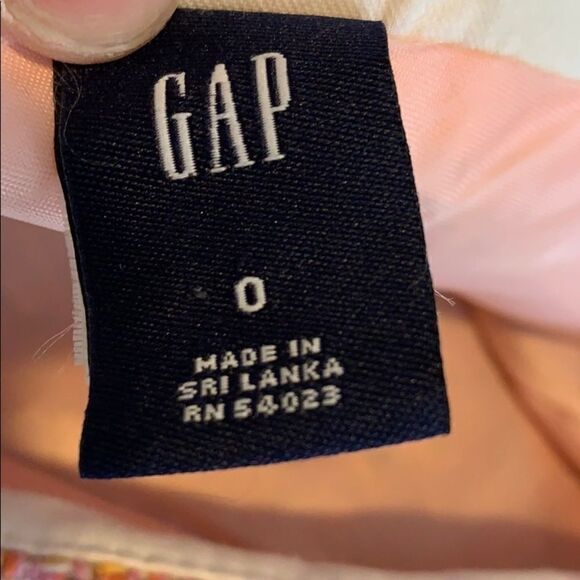 GAP
0
MADE IN
SRI LANKA
RN 54023